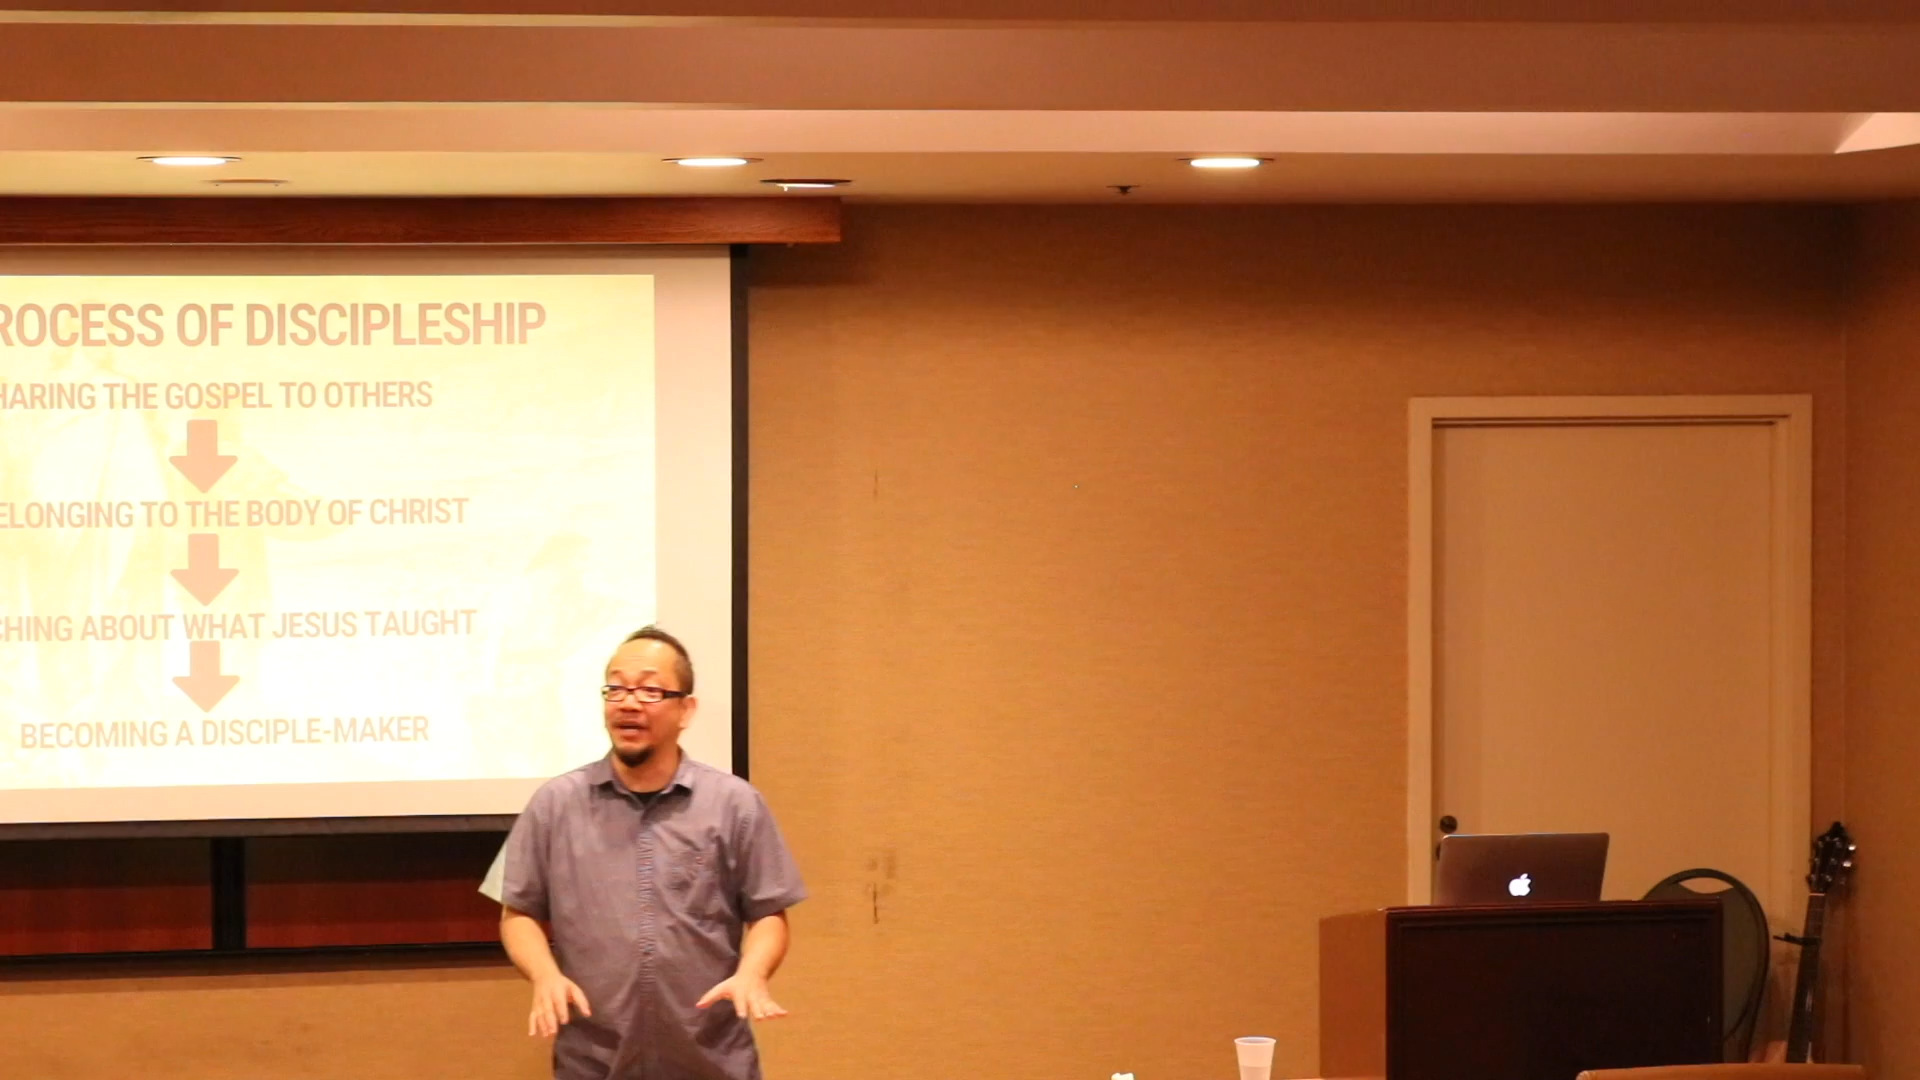 ROCESS OF DISCIPLESHIP
HARING THE GOSPEL TO OTHERS
ELONGING TO THE BODY OF CHRIST
CHING ABOUT WHAT JESUS TAUGHT
BECOMING A DISCIPLE-MAKER